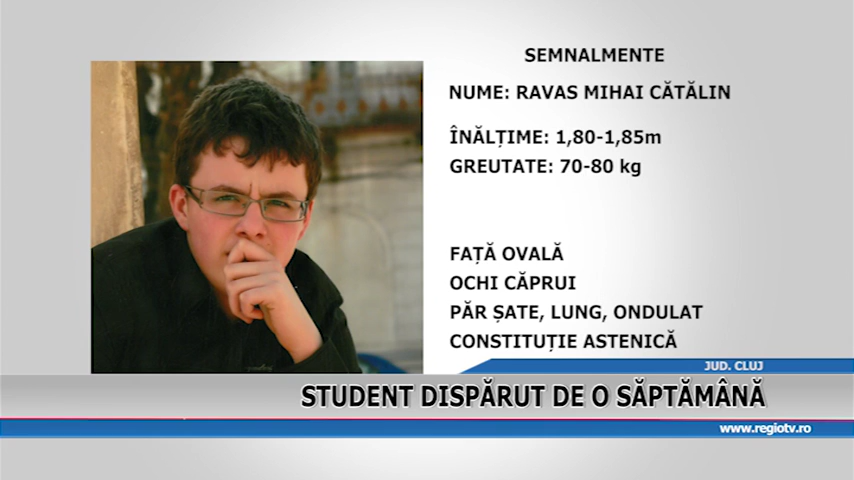 SEMNALMENTE
NUME: RAVAS MIHAI CĂTĂLIN
ÎNĂLȚIME: 1,80-1,85m
GREUTATE: 70-80 kg
FAȚĂ OVALĂ
OCHI CĂPRUI
PĂR ȘATE, LUNG, ONDULAT
CONSTITUȚIE ASTENICĂ
JUD. CLUJ
STUDENT DISPĂRUT DE O SĂPTĂMÂNĂ
www.regiotv.ro